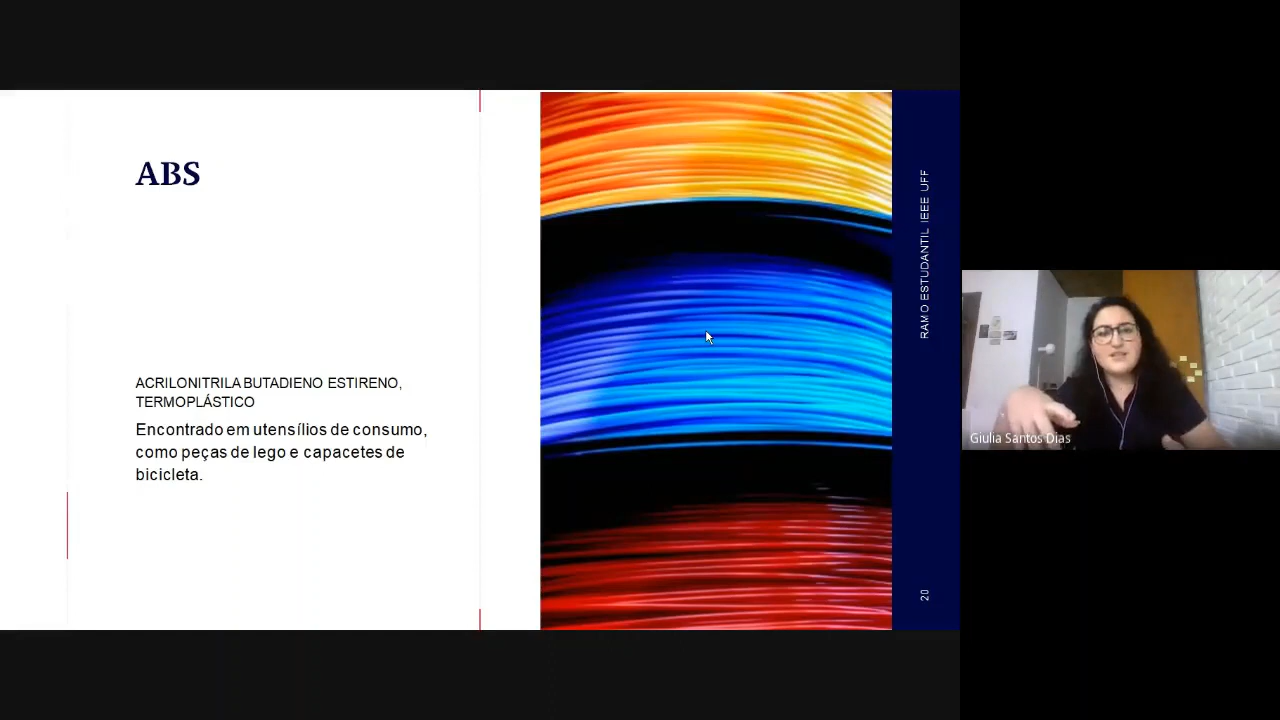 ABS
ACRILONITRILA BUTADIENO ESTIRENO,
TERMOPLÁSTICO
Encontrado em utensílios de consumo,
como peças de lego e capacetes de
bicicleta.
RAMO ESTUDANTIL IEEE UFF
20
Giulia Santos Dias